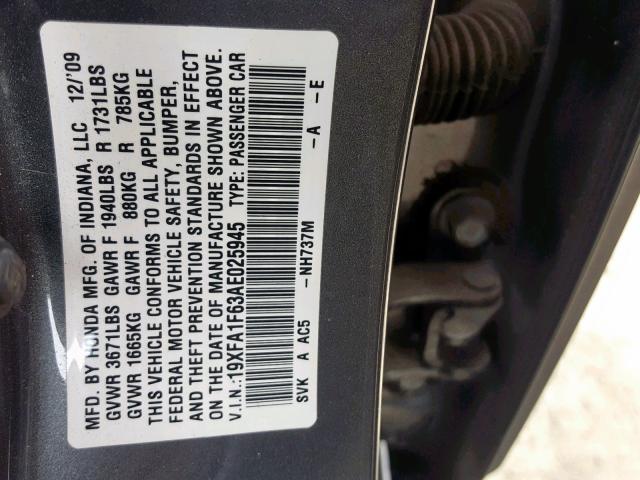 MFD. BY HONDA MFG. OF INDIANA, LLC 12/'09
GVWR 3671LBS GAWR F 1940LBS R 1731LBS
GVWR 1665KG GAWR F 880KG R 785KG
THIS VEHICLE CONFORMS TO ALL APPLICABLE
FEDERAL MOTOR VEHICLE SAFETY, BUMPER,
AND THEFT PREVENTION STANDARDS IN EFFECT
ON THE DATE OF MANUFACTURE SHOWN ABOVE.
V.I.N.:19XFA1F63AE025945 TYPE: PASSENGER CAR
SVK A AC5 -NH737M -A -E